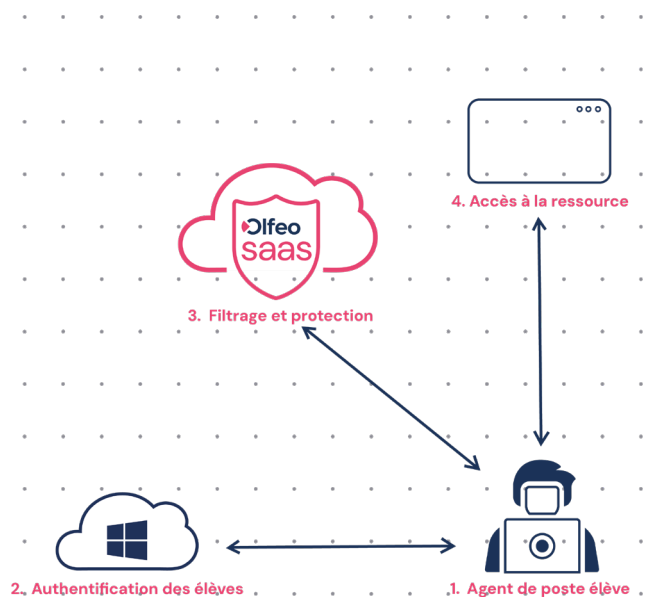 4. Accès à la ressource
Olfeo
saas
3. Filtrage et protection
2. Authentification des élèves
1. Agent de poste élève